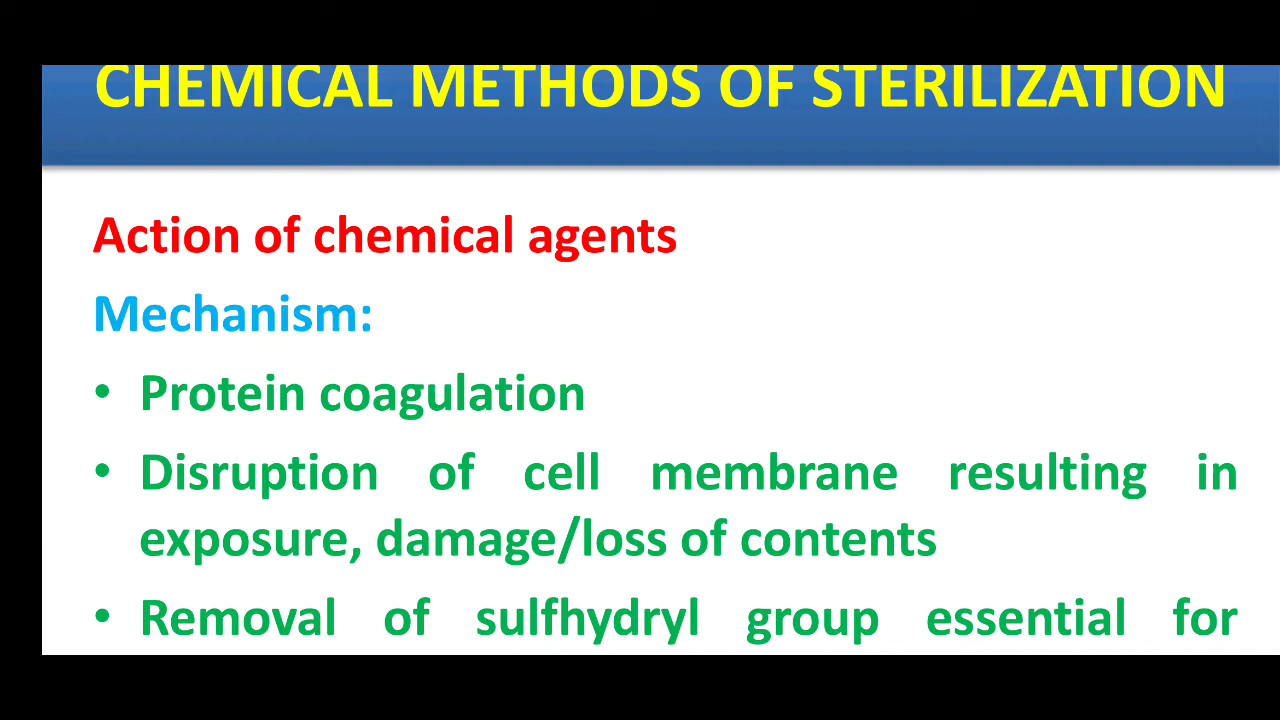 CHEMICAL METHODS OF STERILIZATION
Action of chemical agents
Mechanism:
• Protein coagulation
• Disruption of cell membrane resulting in
exposure, damage/loss of contents
• Removal of sulfhydryl group essential for